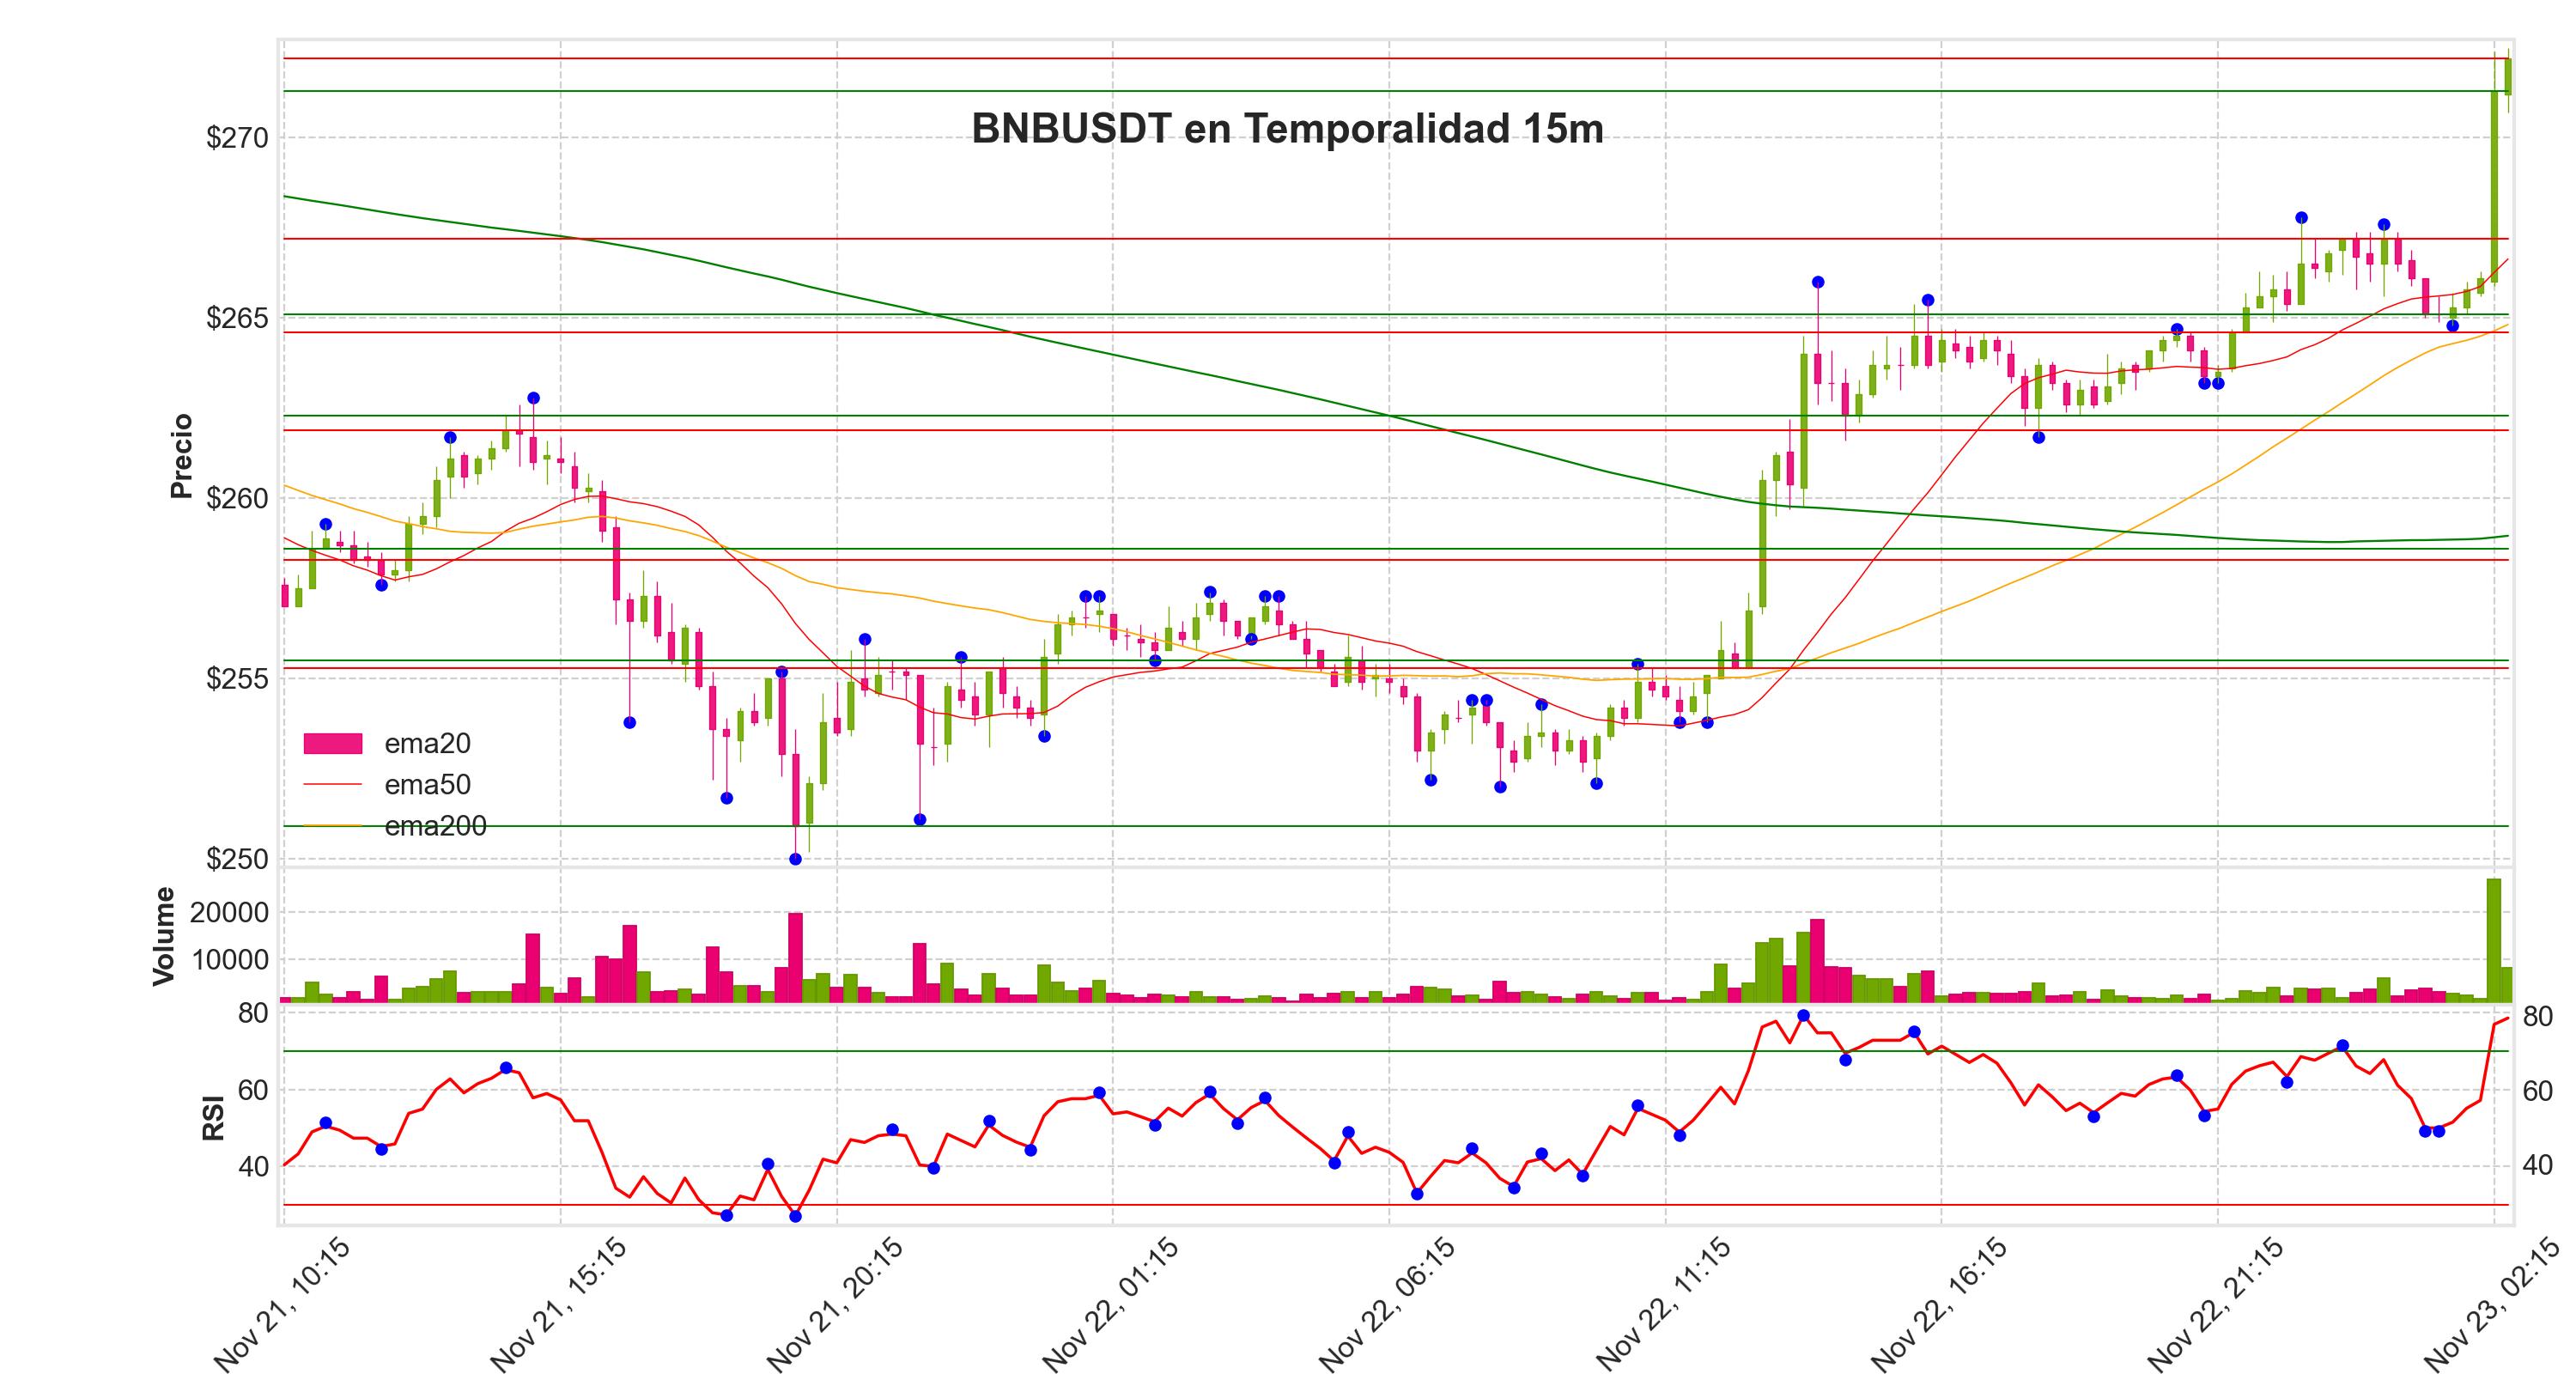 BNBUSDT en Temporalidad 15m
Precio
$270
$265
$260
$255
$250
ema20
ema50
ema200
Volume
20000
10000
RSI
80
60
40
80
60
40
Nov 21, 10:15
Nov 21, 15:15
Nov 21, 20:15
Nov 22, 01:15
Nov 22, 06:15
Nov 22, 11:15
Nov 22, 16:15
Nov 22, 21:15
Nov 23, 02:15